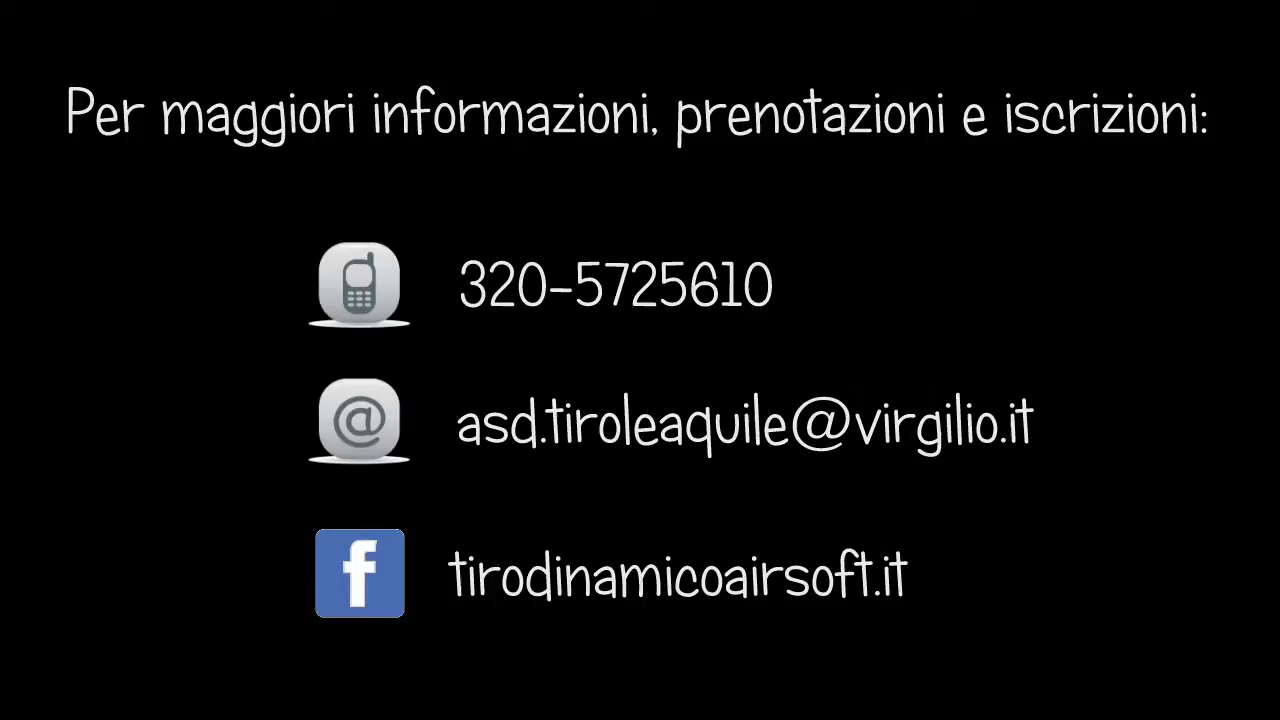 Per maggiori informazioni, prenotazioni e iscrizioni:
320-5725610
@
asd.tiroleaquile@virgilio.it
f
tirodinamicoairsoft.it